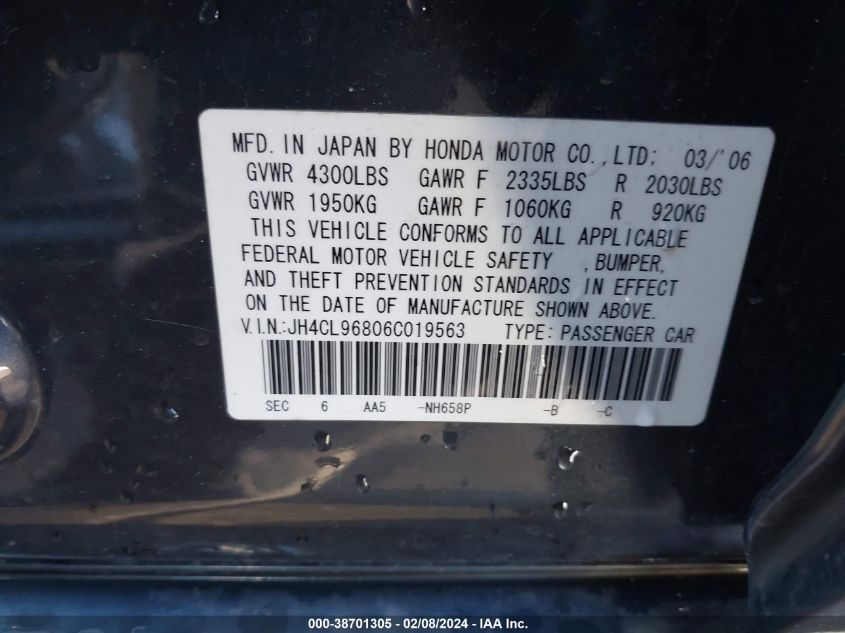 MFD. IN JAPAN BY HONDA MOTOR CO.,LTD; 03/'06
GVWR 4300LBS GAWR F 2335LBS R 2030LBS
GVWR 1950KG GAWR F 1060KG R 920KG
THIS VEHICLE CONFORMS TO ALL APPLICABLE
FEDERAL MOTOR VEHICLE SAFETY ,BUMPER,
AND THEFT PREVENTION STANDARDS IN EFFECT
ON THE DATE OF MANUFACTURE SHOWN ABOVE.
V.I.N.:JH4CL96806C019563 TYPE: PASSENGER CAR
SEC 6 AA5 -NH658P -B -C
000-38701305 - 02/08/2024 - IAA Inc.